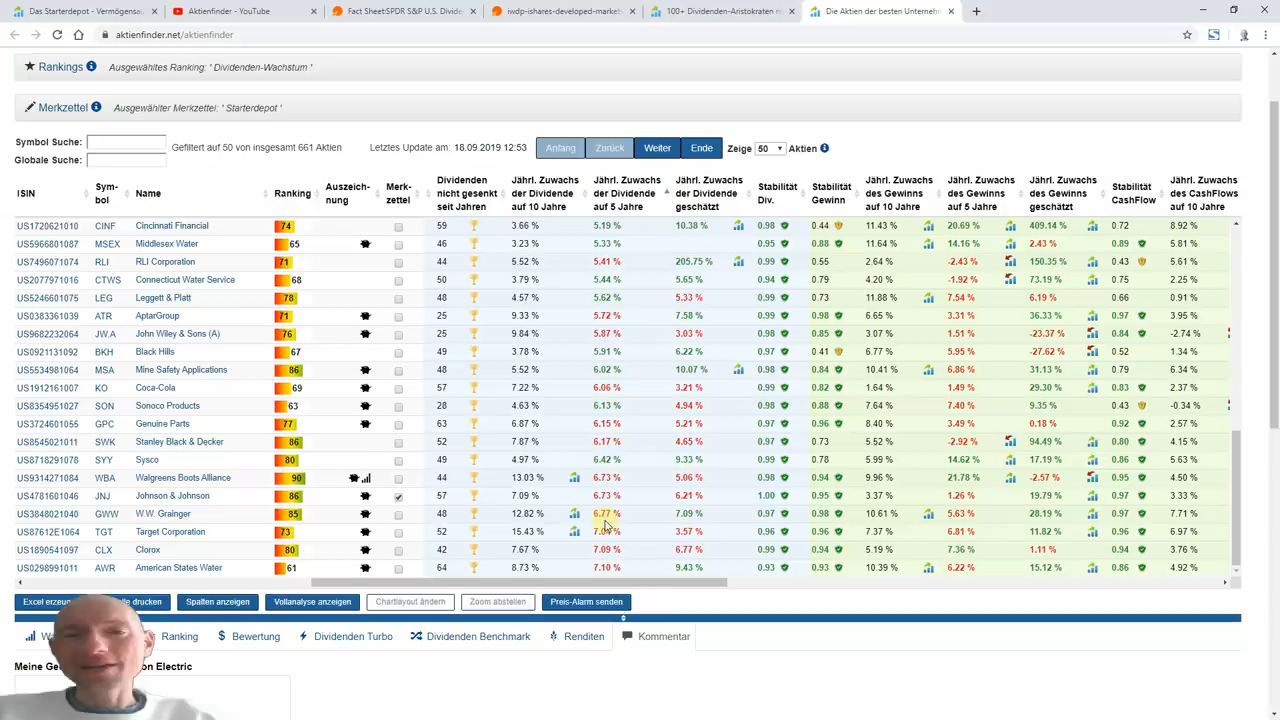 Das Starterdepot - Vermögensau
Aktienfinder - YouTube
Fact Sheet:SPDR S&P U.S. Divide
iwdp-ishares-developed-markets
100+ Dividenden-Aristokraten m
Die Aktien der besten Unterneh
aktienfinder.net/aktienfinder
Rankings Ausgewähltes Ranking: ' Dividenden-Wachstum '
Merkzettel Ausgewählter Merkzettel: ' Starterdepot '
Symbol Suche:
Globale Suche:
Gefiltert auf 50 von insgesamt 661 Aktien
Letztes Update am: 18.09.2019 12:53
Anfang Zurück Weiter Ende Zeige 50 Aktien
ISIN
Sym-
bol
Name
Ranking
Auszeich-
nung
Merk-
zettel
Dividenden
nicht gesenkt
seit Jahren
Jährl. Zuwachs
der Dividende
auf 10 Jahre
Jährl. Zuwachs
der Dividende
auf 5 Jahre
Jährl. Zuwachs
der Dividende
geschätzt
Stabilität
Div.
Stabilität
Gewinn
Jährl. Zuwachs
des Gewinns
auf 10 Jahre
Jährl. Zuwachs
des Gewinns
auf 5 Jahre
Jährl. Zuwachs
des Gewinns
geschätzt
Stabilität
CashFlow
Jährl. Zuwachs
des CashFlows
auf 10 Jahre
US1720621010 CINF Cincinnati Financial 74 59 3.66 % 5.19 % 10.38 % 0.98 0.44 11.43 % 20.69 % 409.14 % 0.72 8.92 %
US5966801087 MSEX Middlesex Water 65 46 3.23 % 5.33 % 0.95 0.88 11.64 % 14.16 % 2.43 % 0.89 5.81 %
US7496071074 RLI RLI Corporation 71 44 5.52 % 5.41 % 205.75 % 0.99 0.55 2.64 % -2.43 % 150.35 % 0.43 5.61 %
US2077971016 CTWS Connecticut Water Service 68 50 3.79 % 5.44 % 5.65 % 0.94 0.79 4.20 % -1.92 % 73.19 % 0.75 2.25 %
US5246601075 LEG Leggett & Platt 78 48 4.57 % 5.62 % 5.33 % 0.99 0.73 11.88 % 7.54 % 6.19 % 0.66 0.91 %
US0383361039 ATR AptarGroup 71 25 9.33 % 5.72 % 7.58 % 0.98 0.98 6.65 % 3.31 % 36.33 % 0.97 3.95 %
US9682232064 JW.A John Wiley & Sons (A) 76 25 9.84 % 5.87 % 3.03 % 0.98 0.85 3.07 % 1.51 % -23.37 % 0.84 -2.74 %
US0921131092 BKH Black Hills 67 49 3.78 % 5.91 % 6.22 % 0.97 0.41 6.77 % 5.95 % -27.62 % 0.52 1.34 %
US5534981064 MSA Mine Safety Applications 86 48 5.52 % 6.02 % 10.07 % 0.98 0.84 10.41 % 6.86 % 31.13 % 0.79 6.34 %
US1912161007 KO Coca-Cola 69 57 7.22 % 6.06 % 3.21 % 0.99 0.82 1.64 % 1.49 % 29.30 % 0.83 2.37 %
US8354951027 SON Sonoco Products 63 28 4.63 % 6.13 % 4.94 % 0.98 0.88 7.64 % 7.40 % 9.35 % 0.43 -0.34 %
US3724601055 GPC Genuine Parts 77 63 6.87 % 6.15 % 5.21 % 0.97 0.96 8.40 % 3.49 % 0.18 % 0.92 2.57 %
US8545021011 SWK Stanley Black & Decker 86 52 7.87 % 6.17 % 4.65 % 0.97 0.73 5.52 % -2.92 % 94.49 % 0.80 4.15 %
US8718291078 SYY Sysco 80 49 4.97 % 6.42 % 9.33 % 0.99 0.78 5.59 % 14.62 % 17.19 % 0.86 5.63 %
US9314271084 WBA Walgreens Boots Alliance 90 44 13.03 % 6.73 % 5.06 % 0.98 0.94 9.96 % 21.78 % -2.57 % 0.95 4.50 %
US4781601046 JNJ Johnson & Johnson 86 57 7.09 % 6.73 % 6.21 % 1.00 0.95 3.37 % 1.26 % 19.79 % 0.97 3.33 %
US3848021040 GWW W.W. Grainger 85 48 12.82 % 6.77 % 7.09 % 0.97 0.98 10.61 % 5.63 % 28.19 % 0.97 7.71 %
US87612E1064 TGT Target Corporation 73 52 15.43 % 3.57 % 0.97 0.96 7.37 % 6.81 % 11.82 % 0.96 6.97 %
US1890541097 CLX Clorox 80 42 7.67 % 7.09 % 6.77 % 0.99 0.94 5.19 % 7.36 % 1.11 % 0.94 3.76 %
US0298991011 AWR American States Water 61 64 8.73 % 7.10 % 9.43 % 0.93 0.93 10.39 % 6.22 % 15.12 % 0.86 4.92 %
Excel erzeu lle drucken Spalten anzeigen Vollanalyse anzeigen Chartlayout ändern Zoom abstellen Preis-Alarm senden
Ranking Bewertung Dividenden Turbo Dividenden Benchmark Renditen Kommentar
Meine Ge on Electric